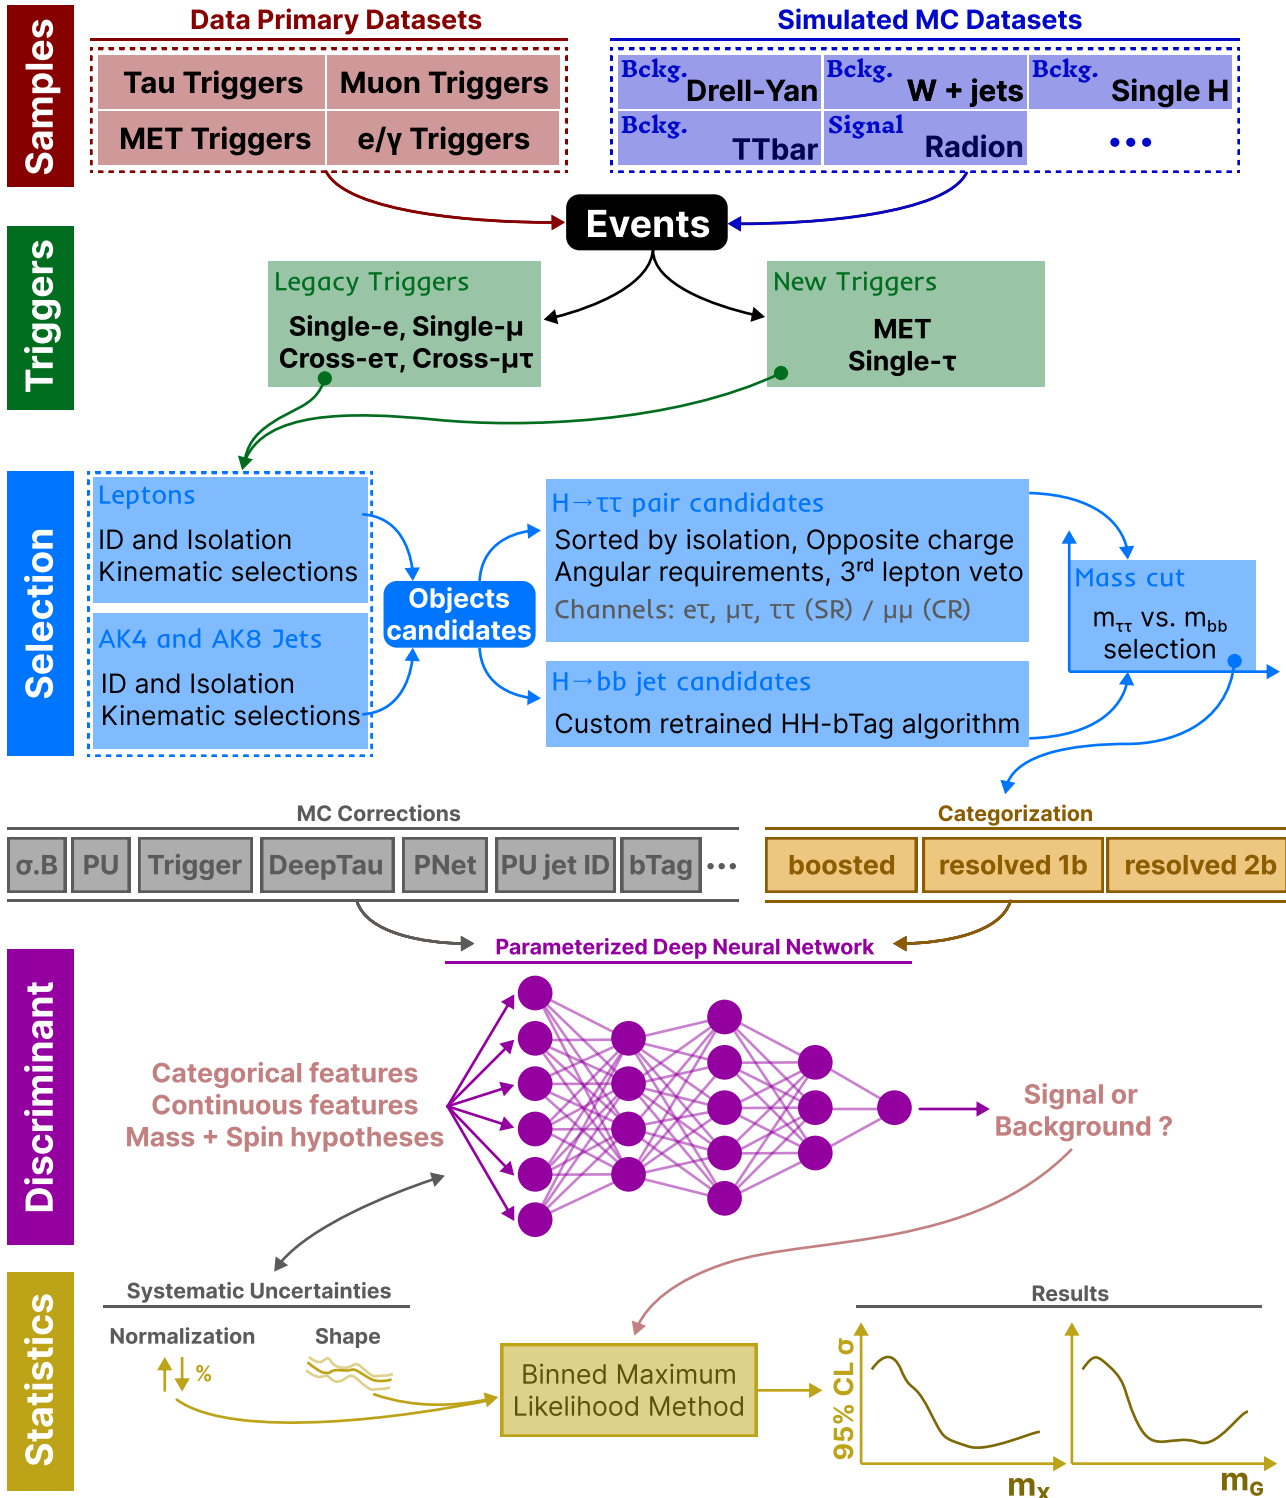 Samples
Data Primary Datasets
Tau Triggers
Muon Triggers
MET Triggers
e/γ Triggers
Simulated MC Datasets
Bckg.
Drell-Yan
Bckg.
W + jets
Bckg.
Single H
Bckg.
TTbar
Signal
Radion
•••
Events
Triggers
Legacy Triggers
Single-e, Single-μ
Cross-eτ, Cross-μτ
New Triggers
MET
Single-τ
Selection
Leptons
ID and Isolation
Kinematic selections
AK4 and AK8 Jets
ID and Isolation
Kinematic selections
Objects
candidates
H→ττ pair candidates
Sorted by isolation, Opposite charge
Angular requirements, 3rd lepton veto
Channels: eτ, μτ, ττ (SR) / μμ (CR)
H→bb jet candidates
Custom retrained HH-bTag algorithm
Mass cut
mττ vs. mbb
selection
MC Corrections
σ.B
PU
Trigger
DeepTau
PNet
PU jet ID
bTag
•••
Categorization
boosted
resolved 1b
resolved 2b
Discriminant
Parameterized Deep Neural Network
Categorical features
Continuous features
Mass + Spin hypotheses
Signal or
Background ?
Statistics
Systematic Uncertainties
Normalization
%
Shape
Binned Maximum
Likelihood Method
Results
95% CL σ
mX
mG